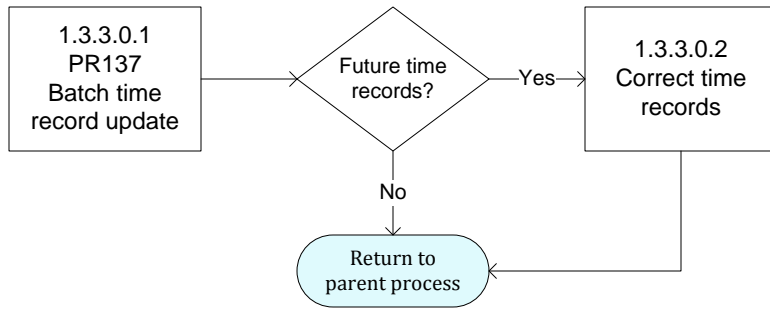 1.3.3.0.1
PR137
Batch time
record update
Future time
records?
Yes
1.3.3.0.2
Correct time
records
No
Return to
parent process